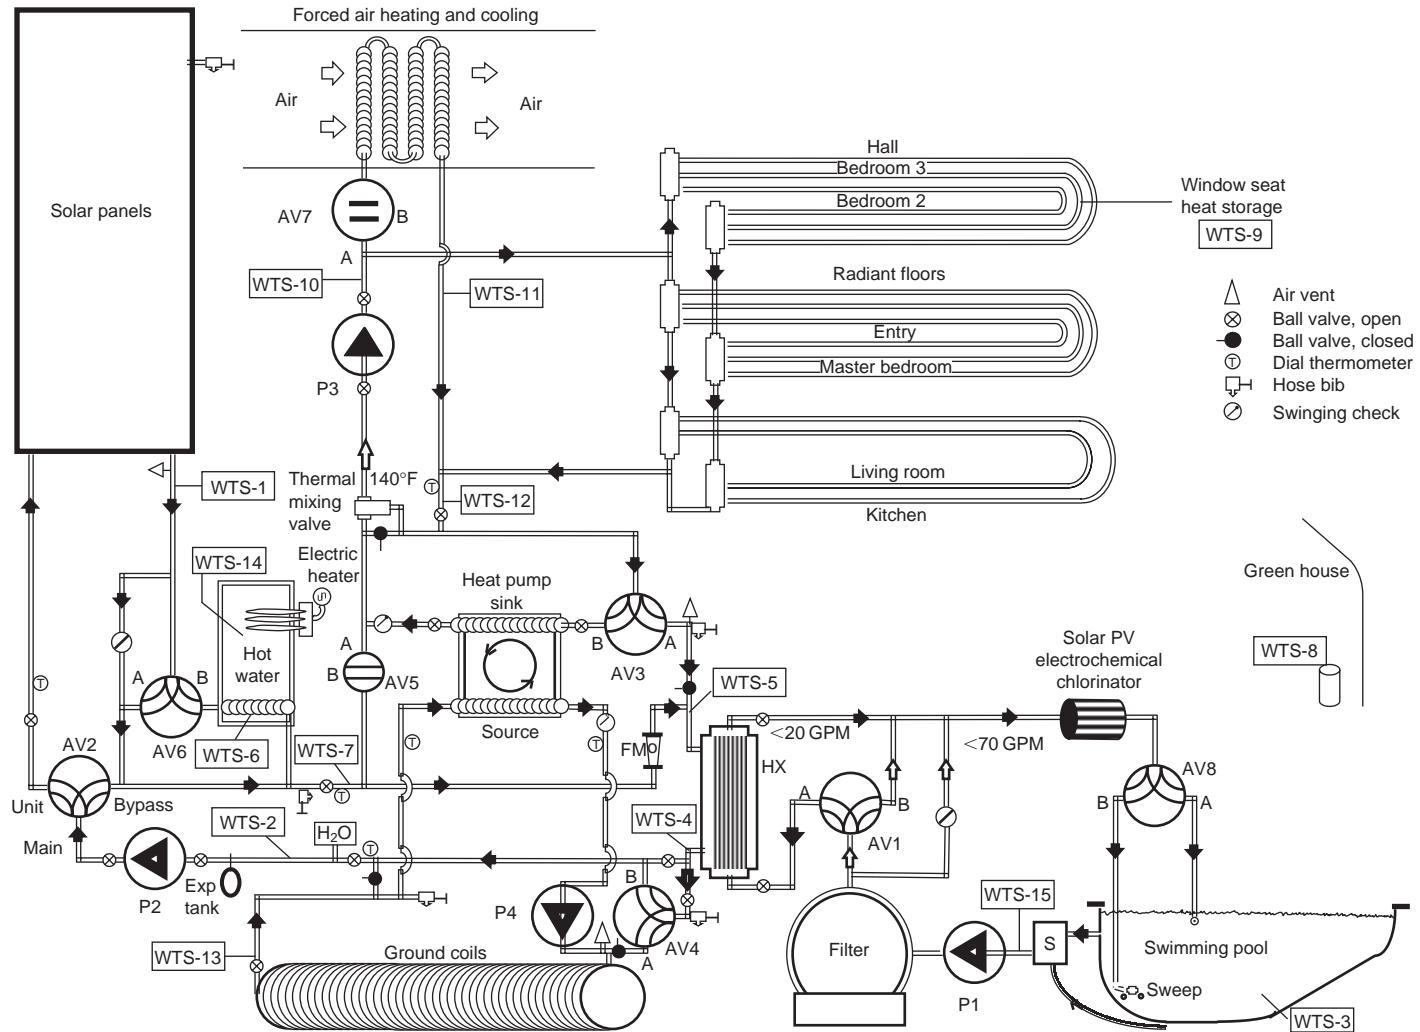 Forced air heating and cooling
Air
Air
Solar panels
AV7
B
A
WTS-10
WTS-11
P3
Hall
Bedroom 3
Bedroom 2
Window seat
heat storage
WTS-9
Radiant floors
Entry
Master bedroom
Living room
Kitchen
Air vent
Ball valve, open
Ball valve, closed
T Dial thermometer
Hose bib
Swinging check
WTS-1
Thermal
mixing
valve
140°F
T
WTS-12
WTS-14
Electric
heater
Heat pump
sink
Green house
WTS-8
Hot
water
A
B
AV6
WTS-6
A
B
AV5
B
A
AV3
Source
WTS-5
Solar PV
electrochemical
chlorinator
T
AV2
Unit
Bypass
Main
WTS-7
T
T
T
FM
HX
<20 GPM
<70 GPM
A
B
AV1
AV8
B
A
WTS-2
H2O
T
WTS-4
P2
Exp
tank
P4
B
AV4
A
WTS-13
Ground coils
Filter
WTS-15
P1
S
Swimming pool
Sweep
WTS-3